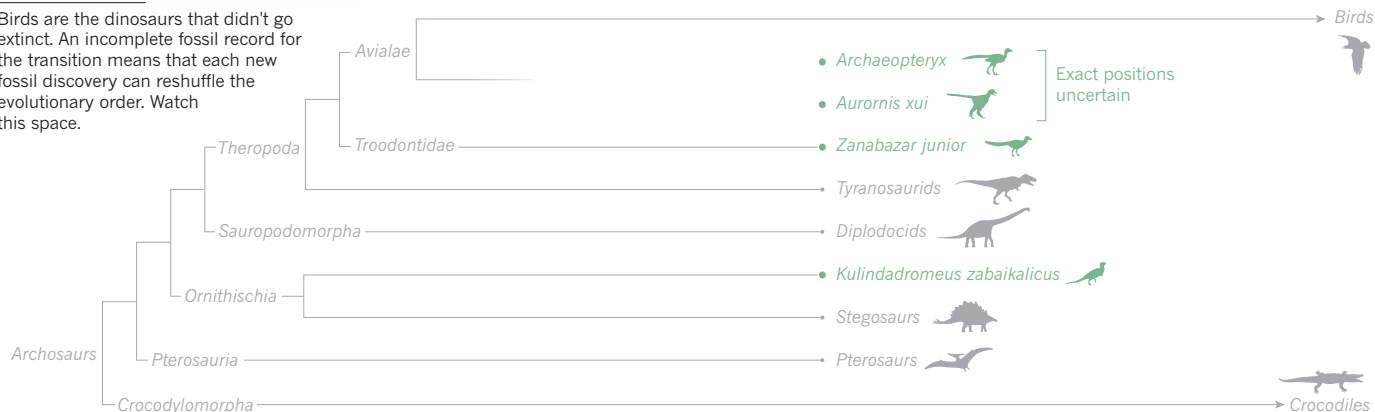 Birds are the dinosaurs that didn't go
extinct. An incomplete fossil record for
the transition means that each new
fossil discovery can reshuffle the
evolutionary order. Watch
this space.
Birds
Avialae
Archaeopteryx
Exact positions
uncertain
Aurornis xui
Theropoda
Troodontidae
Zanabazar junior
Tyranosaurids
Sauropodomorpha
Diplodocids
Kulindadromeus zabaikalicus
Ornithischia
Stegosaurs
Archosaurs
Pterosauria
Pterosaurs
Crocodylomorpha
Crocodiles